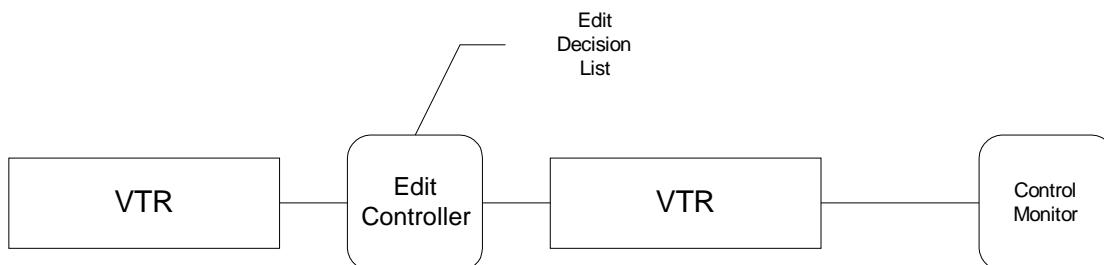 Edit
Decision
List
VTR
Edit
Controller
VTR
Control
Monitor